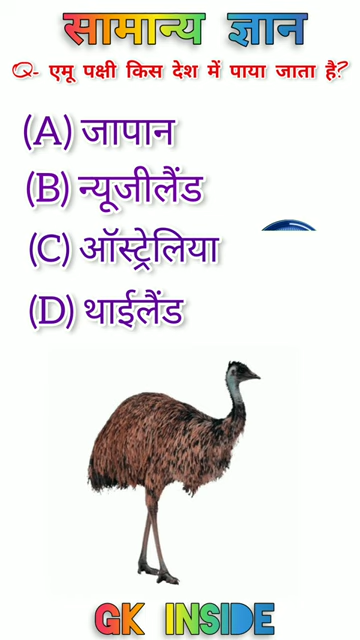 सामान्य ज्ञान
Q- एमू पक्षी किस देश में पाया जाता है?
(A) जापान
(B) न्यूजीलैंड
(C) ऑस्ट्रेलिया
(D) थाईलैंड
GK INSIDE